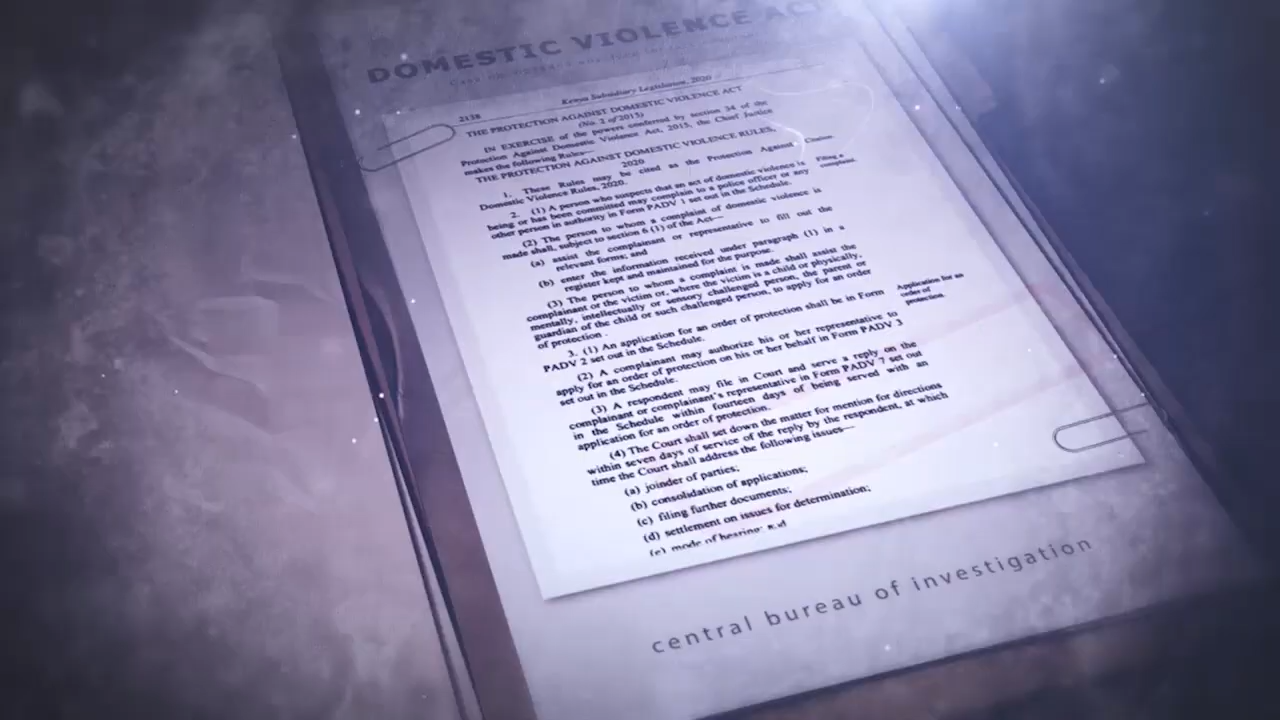 DOMESTIC VIOLENCE ACT
Kenya Subsidiary Legislation, 2020
2128
THE PROTECTION AGAINST DOMESTIC VIOLENCE ACT
(No. 2 of 2015)
IN EXERCISE of the powers conferred by section 34 of the
Protection Against Domestic Violence Act, 2015, the Chief Justice
makes the following Rules—
THE PROTECTION AGAINST DOMESTIC VIOLENCE RULES,
2020
1. These Rules may be cited as the Protection Against
Citation.
Domestic Violence Rules, 2020.
2. (1) A person who suspects that an act of domestic violence is
Filing a
complaint.
being or has been committed may complain to a police officer or any
other person in authority in Form PADV 1 set out in the Schedule.
(2) The person to whom a complaint of domestic violence is
made shall, subject to section 6 (1) of the Act—
(a) assist the complainant or representative to fill out the
relevant forms; and
(b) enter the information received under paragraph (1) in a
register kept and maintained for the purpose.
(3) The person to whom a complaint is made shall assist the
complainant or the victim or, where the victim is a child or physically,
mentally, intellectually or sensory challenged person, the parent or
guardian of the child or such challenged person, to apply for an order
of protection.
3. (1) An application for an order of protection shall be in Form
Application for an
order of
protection.
PADV 2 set out in the Schedule.
(2) A complainant may authorize his or her representative to
apply for an order of protection on his or her behalf in Form PADV 3
set out in the Schedule.
(3) A respondent may file in Court and serve a reply on the
complainant or complainant's representative in Form PADV 7 set out
in the Schedule within fourteen days of being served with an
application for an order of protection.
(4) The Court shall set down the matter for mention for directions
within seven days of service of the reply by the respondent, at which
time the Court shall address the following issues—
(a) joinder of parties;
(b) consolidation of applications;
(c) filing further documents;
(d) settlement on issues for determination;
(e) mode of hearing;
central bureau of investigation